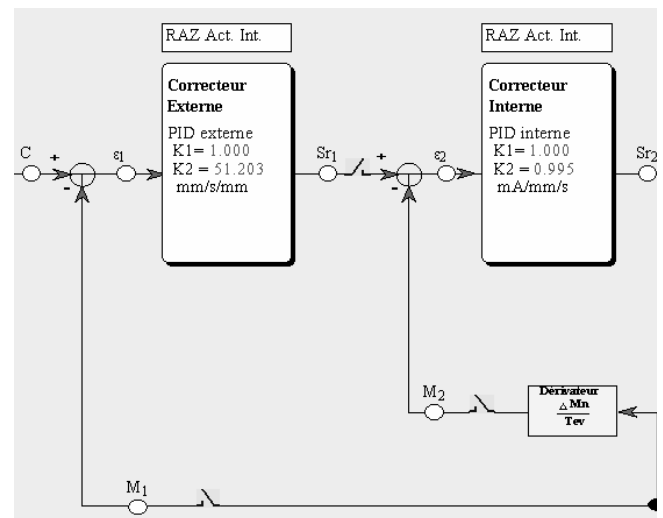 RAZ Act. Int.
RAZ Act. Int.
Correcteur
Externe
PID externe
K1= 1.000
K2 = 51.203
mm/s/mm
Correcteur
Interne
PID interne
K1= 1.000
K2 = 0.995
mA/mm/s
C
+
-
ε1
Sr1
+
-
ε2
Sr2
M2
Dérivateur
△ Mn
Tev
M1